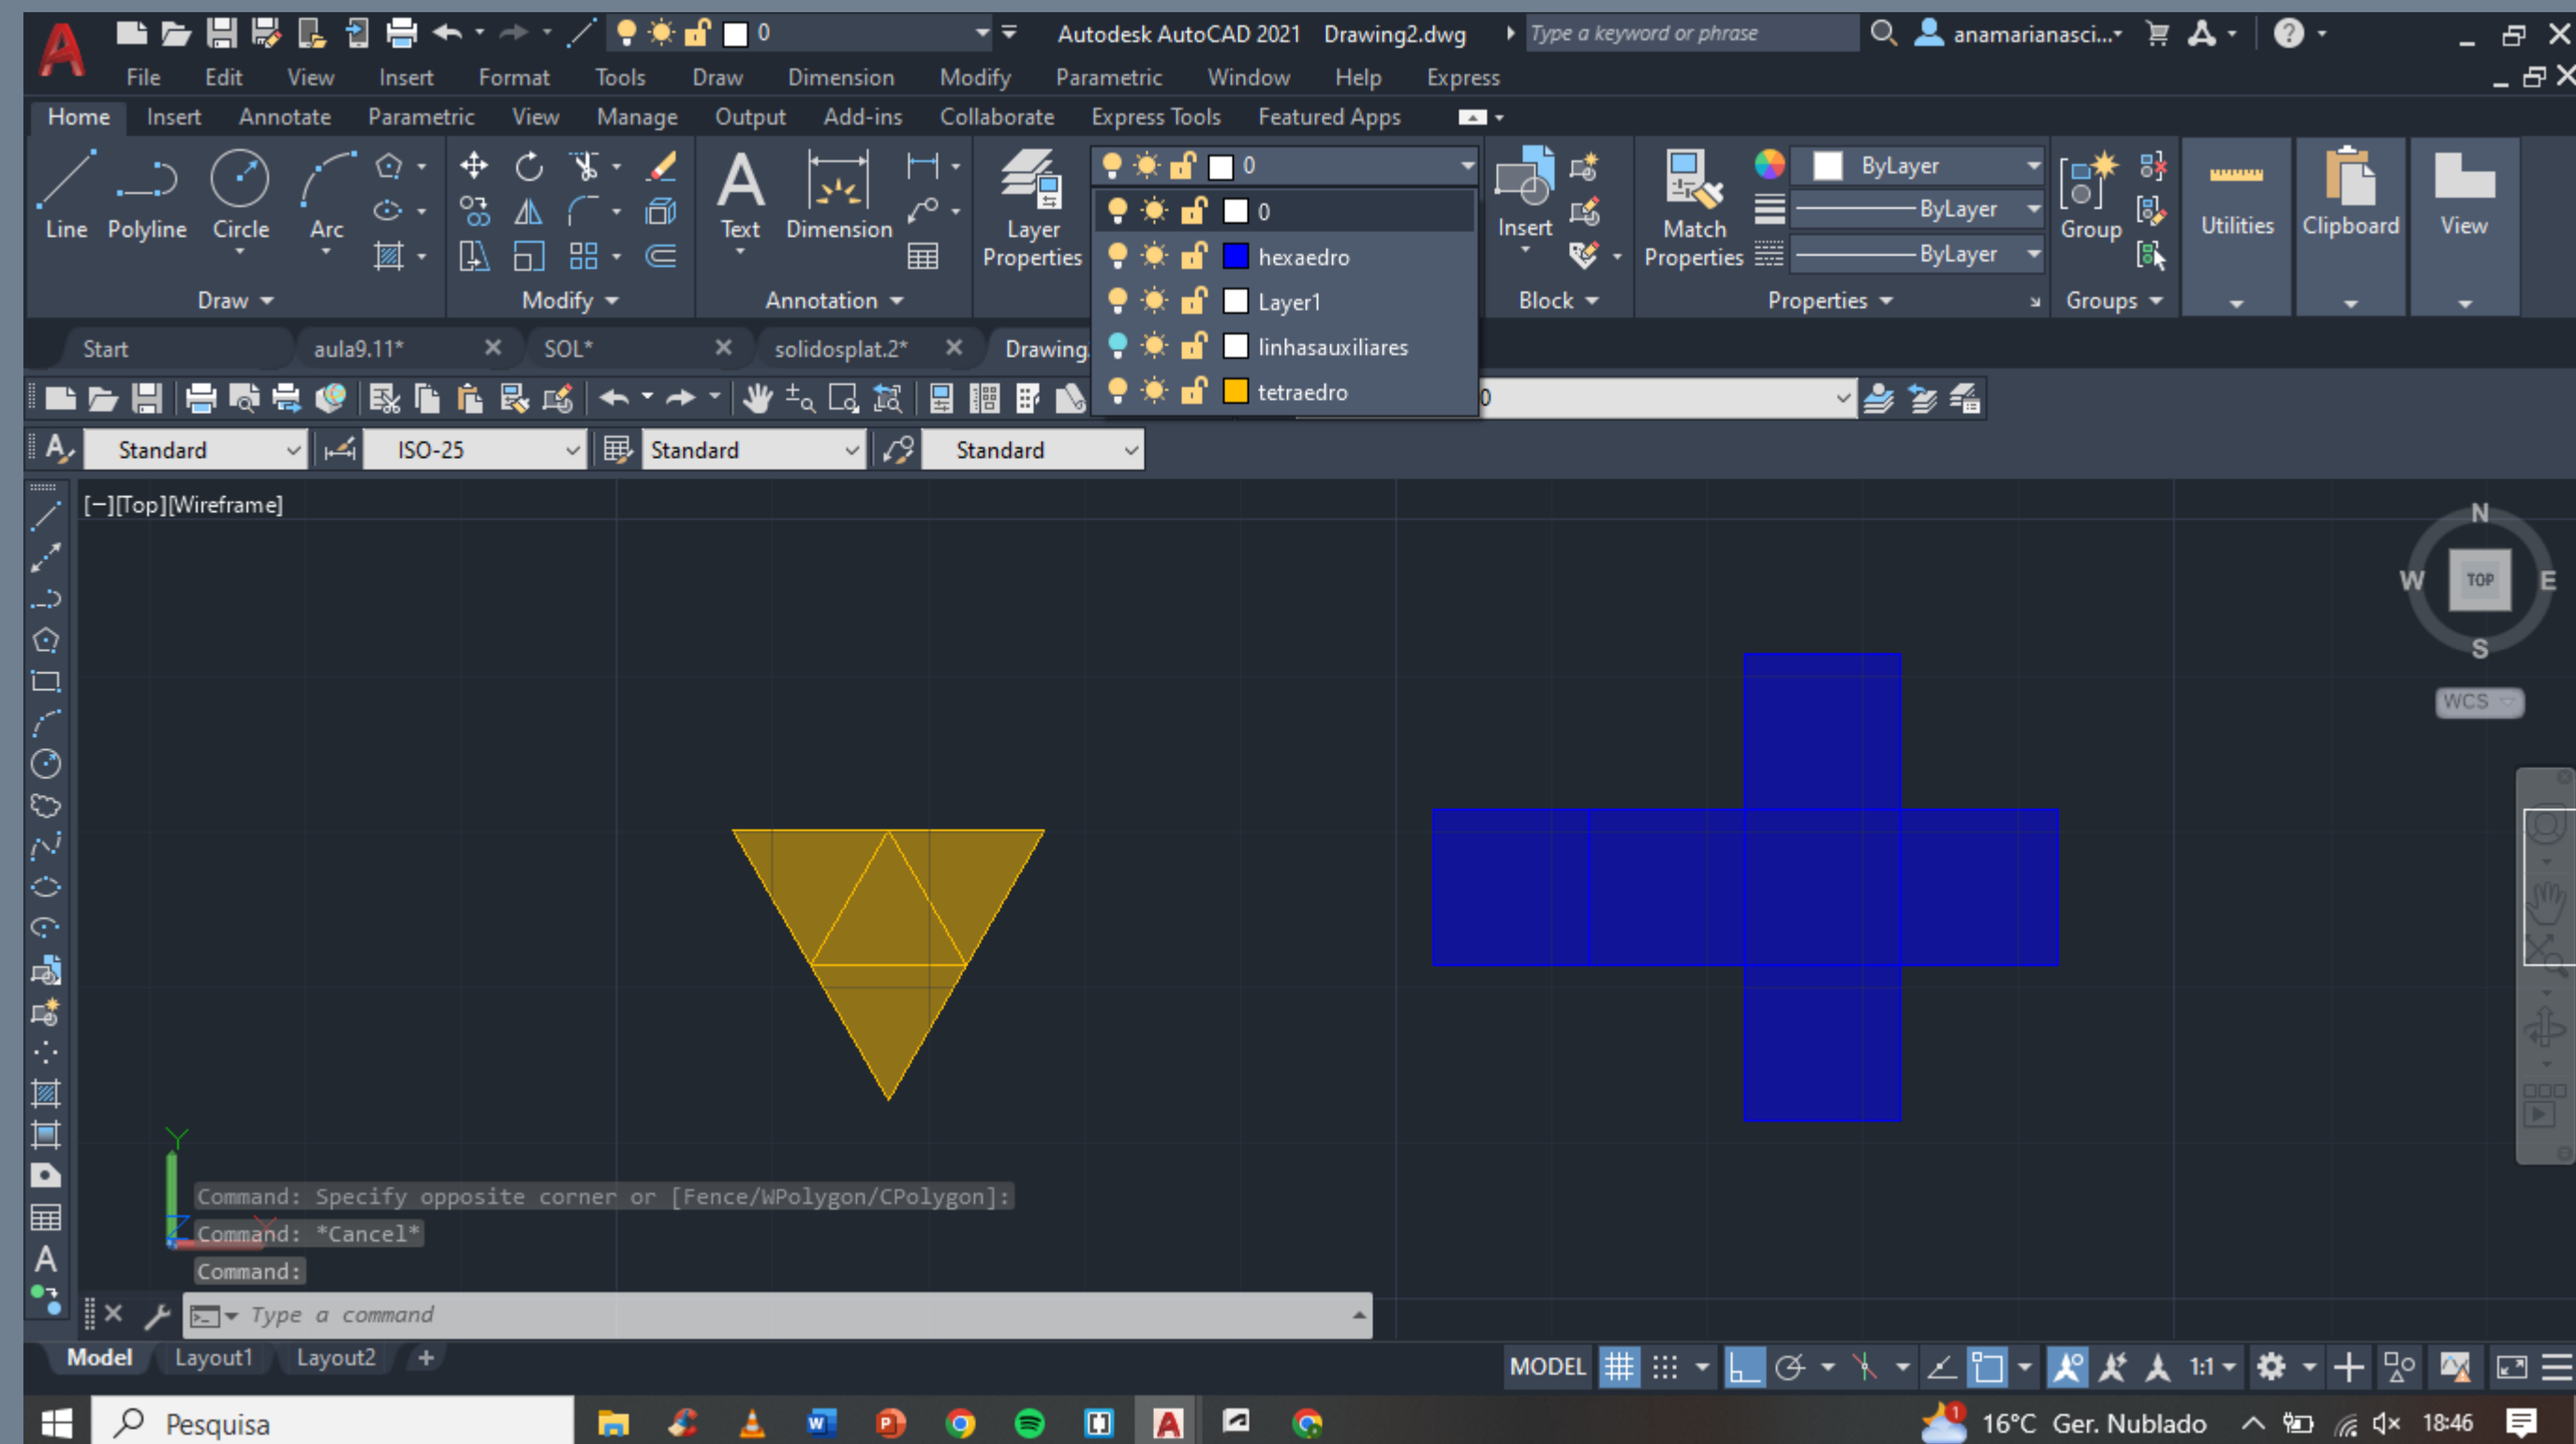 0 Autodesk AutoCAD 2021 Drawing2.dwg Type a keyword or phrase anamarianasci...
File Edit View Insert Format Tools Draw Dimension Modify Parametric Window Help Express
Home Insert Annotate Parametric View Manage Output Add-ins Collaborate Express Tools Featured Apps
0 ByLayer
0
ByLayer
Line Polyline Circle Arc Text Dimension Layer Properties Insert Match Properties Group Utilities Clipboard View
hexaedro
ByLayer
Draw Modify Annotation Layer1 Block Properties Groups
Start aula9.11* SOL* solidosplat.2* Drawing
linhasauxiliares
tetraedro
0
Standard ISO-25 Standard Standard
[–][Top][Wireframe]
N
W TOP E
S
WCS
Y
Command: Specify opposite corner or [Fence/WPolygon/CPolygon]:
Command: *Cancel*
Command:
Type a command
Model Layout1 Layout2 +
MODEL 1:1
Pesquisa 1 16°C Ger. Nublado 18:46